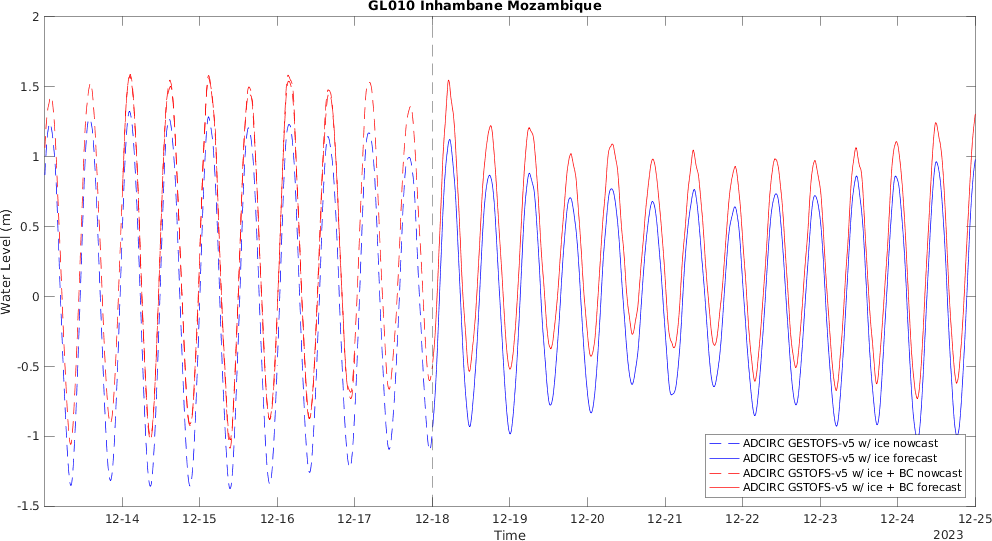 GL010 Inhambane Mozambique
2
1.5
1
0.5
0
-0.5
-1
-1.5
Water Level (m)
ADCIRC GESTOFS-v5 w/ ice nowcast
ADCIRC GESTOFS-v5 w/ ice forecast
ADCIRC GSTOFS-v5 w/ ice + BC nowcast
ADCIRC GSTOFS-v5 w/ ice + BC forecast
12-14 12-15 12-16 12-17 12-18 12-19 12-20 12-21 12-22 12-23 12-24 12-25
Time
2023